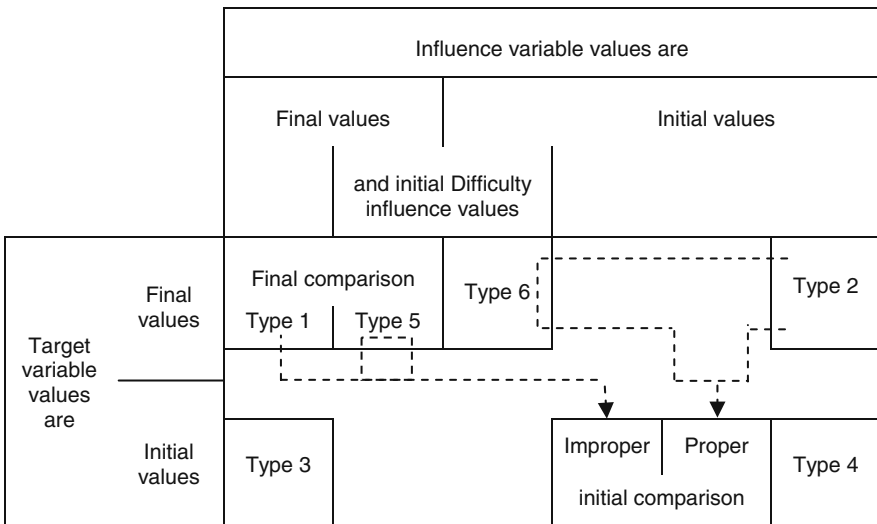 Influence variable values are
Final values
Initial values
and initial Difficulty
influence values
Target
variable
values
are
Final
values
Final comparison
Type 1
Type 5
Type 6
Type 2
Initial
values
Type 3
Improper
Proper
initial comparison
Type 4